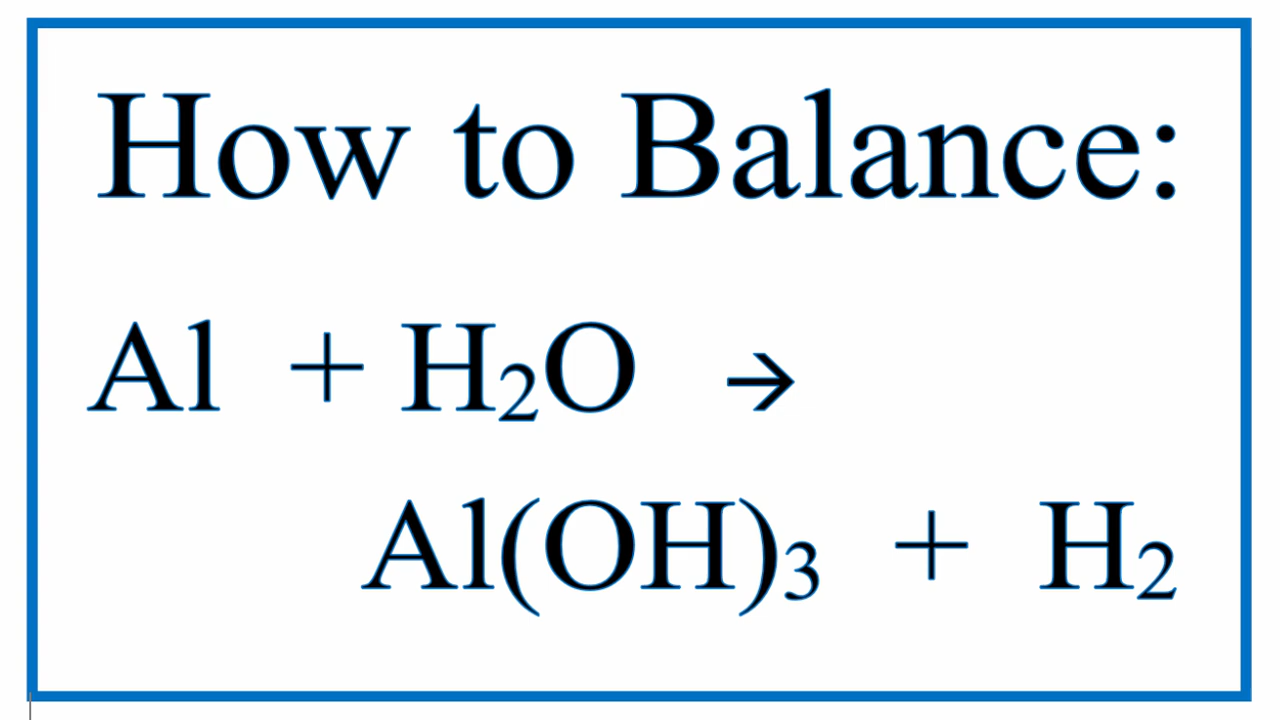 How to Balance:
Al + H₂O →
Al(OH)₃ + H₂